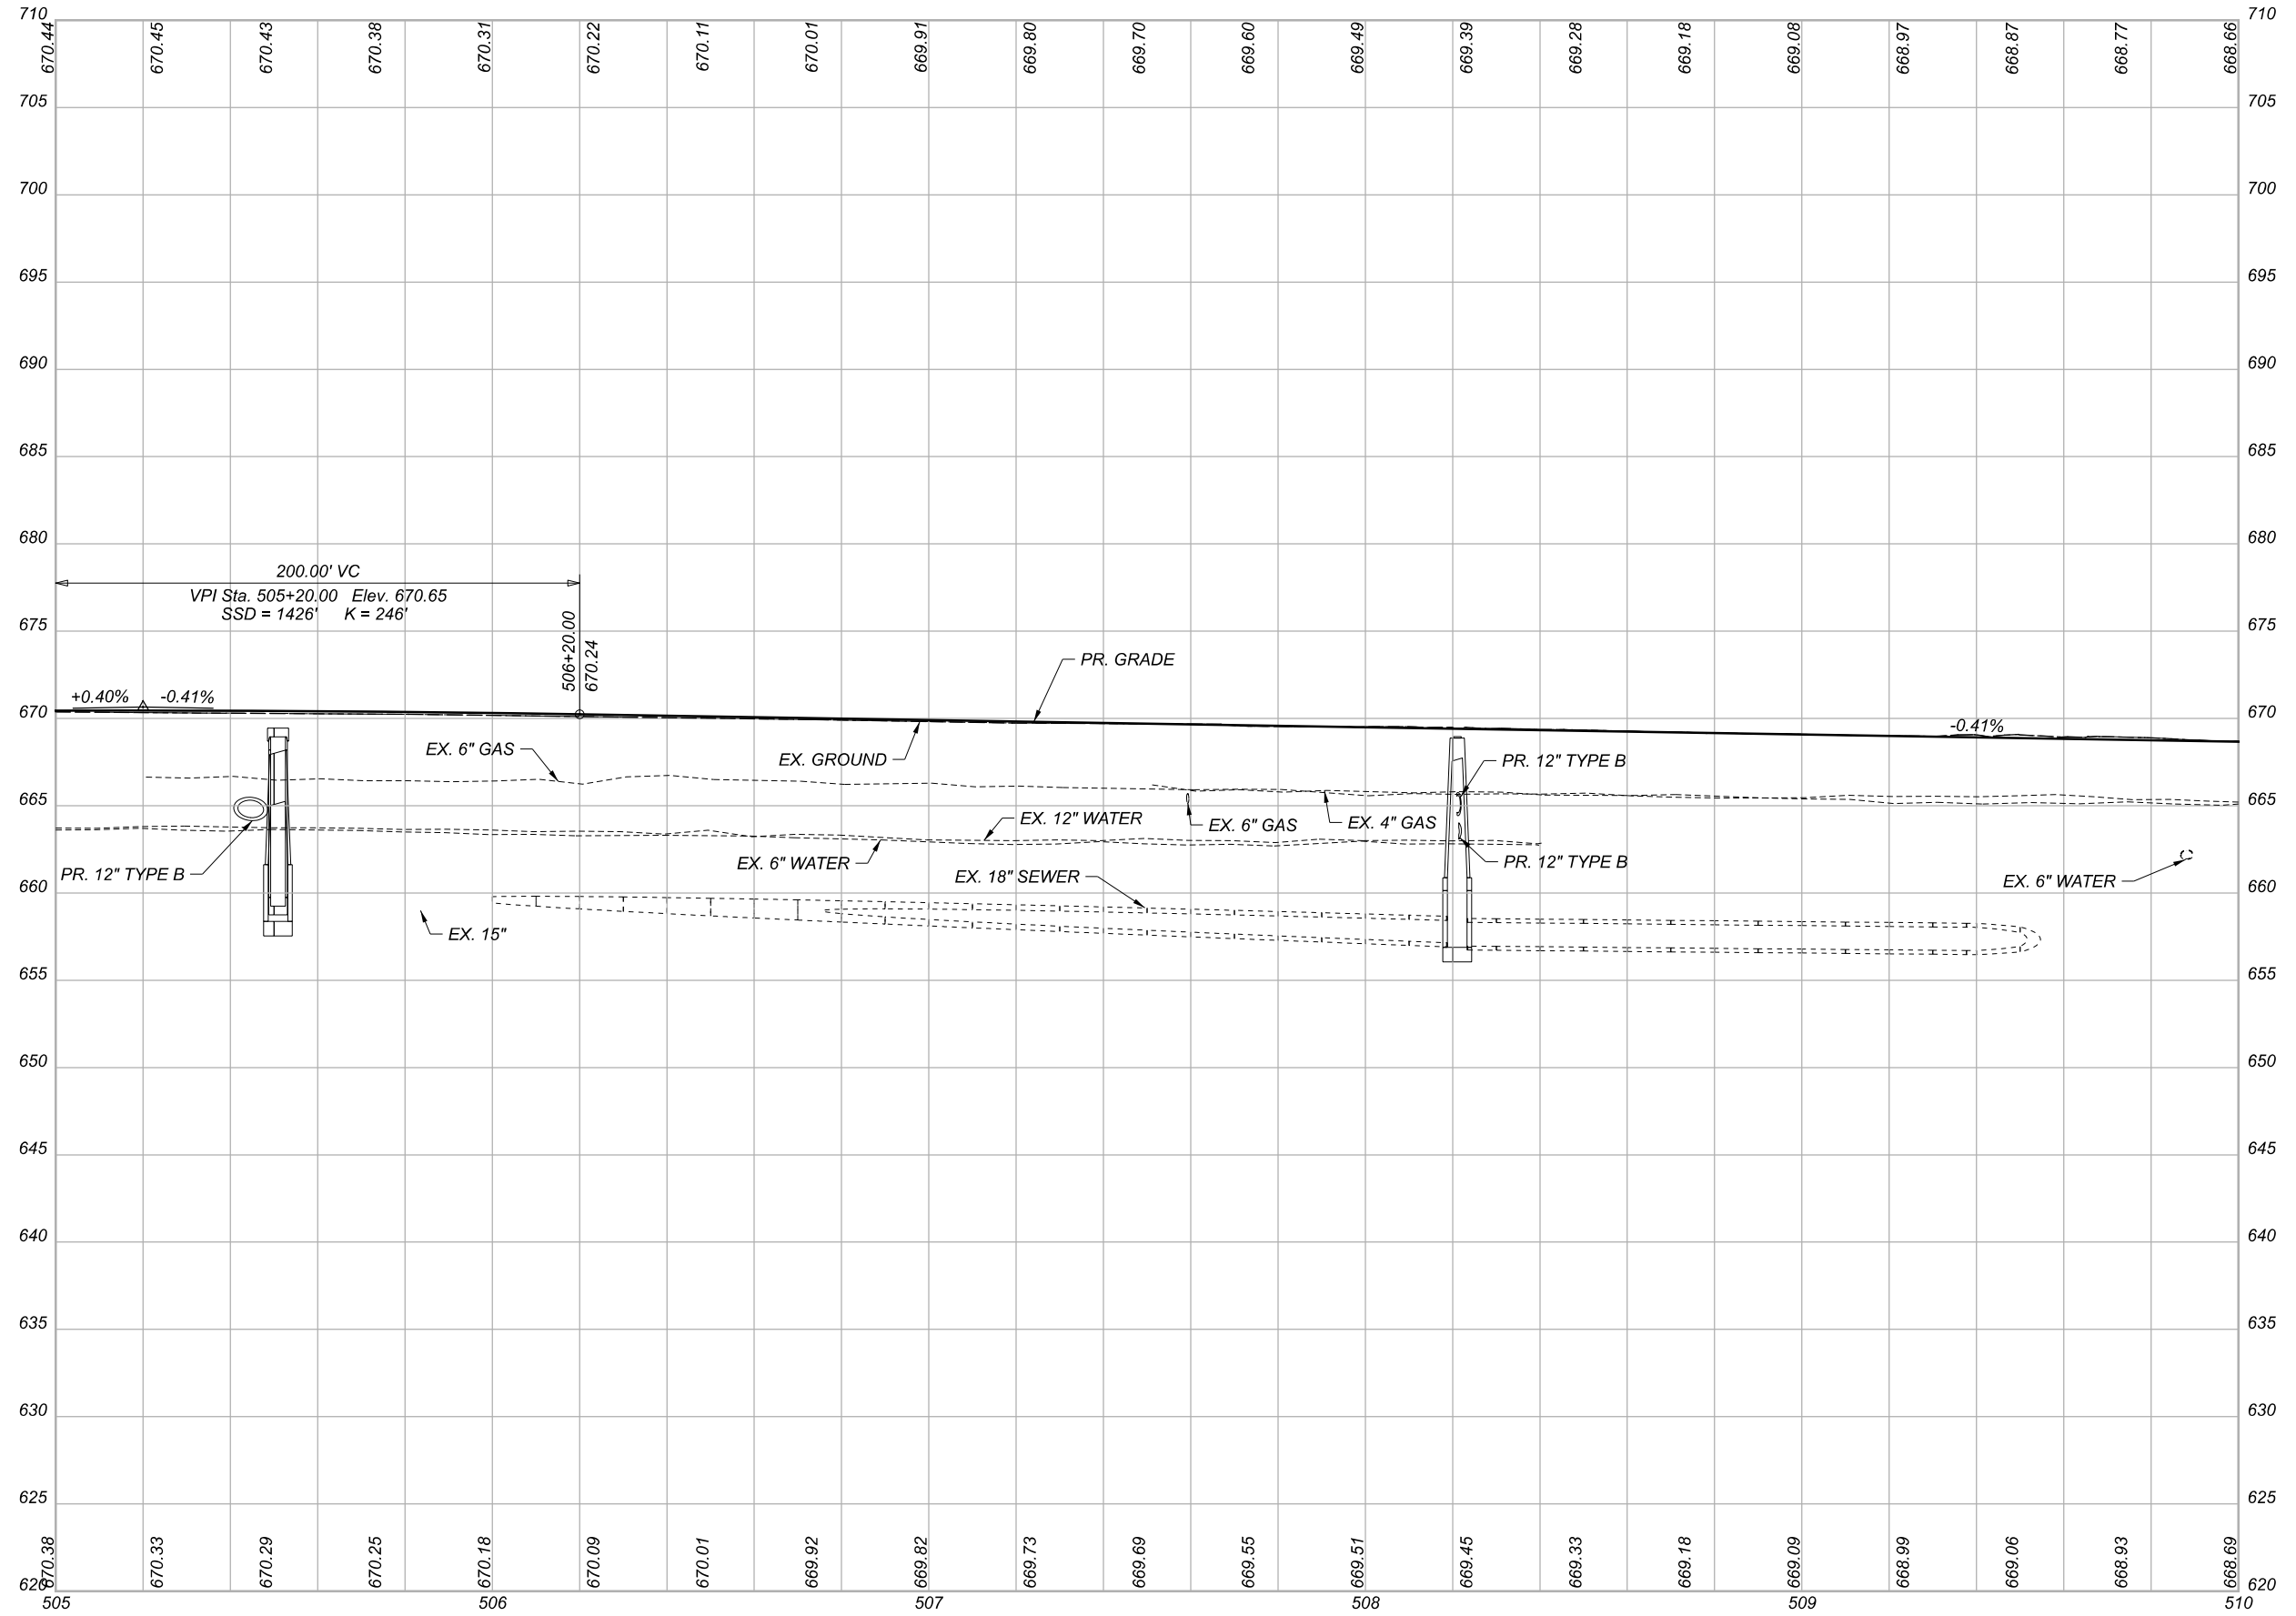 710 710
670.44 670.45 670.43 670.38 670.31 670.22 670.11 670.01 669.91 669.80 669.70 669.60 669.49 669.39 669.28 669.18 669.08 668.97 668.87 668.77 668.66
705 705
700 700
695 695
690 690
685 685
680 680
200.00' VC
VPI Sta. 505+20.00 Elev. 670.65
SSD = 1426' K = 246'
675 675
506+20.00
670.24
PR. GRADE
+0.40% -0.41%
670 670
-0.41%
EX. 6" GAS
EX. GROUND
PR. 12" TYPE B
665 665
EX. 12" WATER
EX. 6" GAS
EX. 4" GAS
EX. 6" WATER
PR. 12" TYPE B
PR. 12" TYPE B
EX. 18" SEWER
EX. 6" WATER
660 660
EX. 15"
655 655
650 650
645 645
640 640
635 635
630 630
625 625
670.38 670.33 670.29 670.25 670.18 670.09 670.01 669.92 669.82 669.73 669.69 669.55 669.51 669.45 669.33 669.18 669.09 668.99 669.06 668.93 668.69
620 620
505 506 507 508 509 510